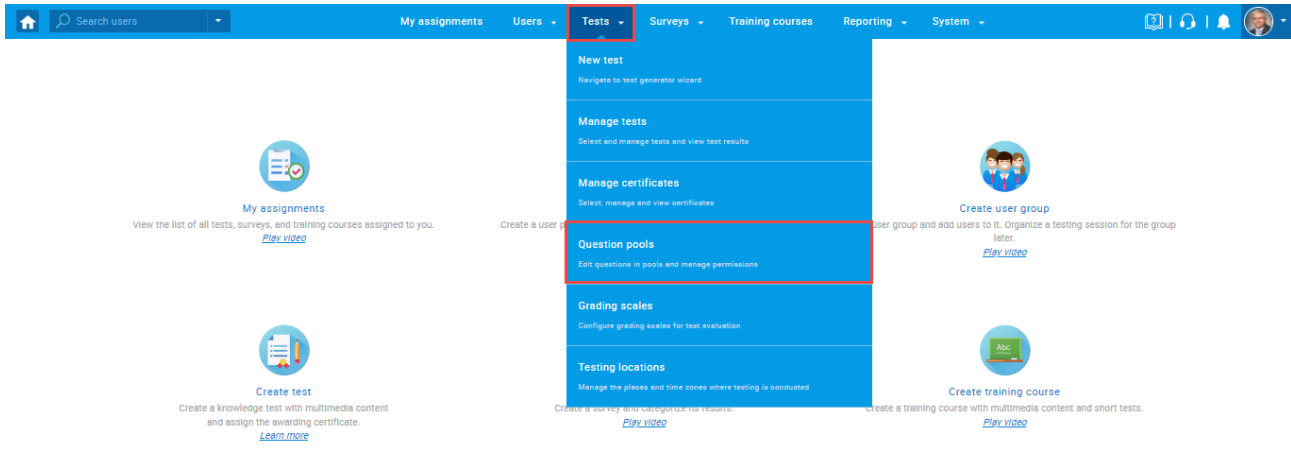 Search users My assignments Users Tests Surveys Training courses Reporting System
New test
Navigate to test generator wizard
Manage tests
Select and manage tests and view test results
Manage certificates
Select, manage and view certificates
Question pools
Edit questions in pools and manage permissions
Grading scales
Configure grading scales for test evaluation
Testing locations
Manage the places and time zones where testing is conducted
My assignments
View the list of all tests, surveys, and training courses assigned to you.
Play video
Create a user
Create user group
user group and add users to it. Organize a testing session for the group
later.
Play video
Create test
Create a knowledge test with multimedia content
and assign the awarding certificate.
Learn more
Create a survey and categorize its results.
Play video
Abc
Create training course
Create a training course with multimedia content and short tests.
Play video